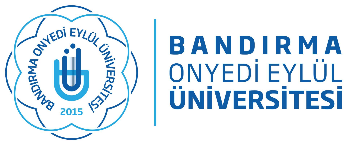 BANDIRMA ONYEDİ EYLÜL ÜNİVERSİTESİ
2015
BANDIRMA
ONYEDİ EYLÜL
ÜNİVERSİTESİ